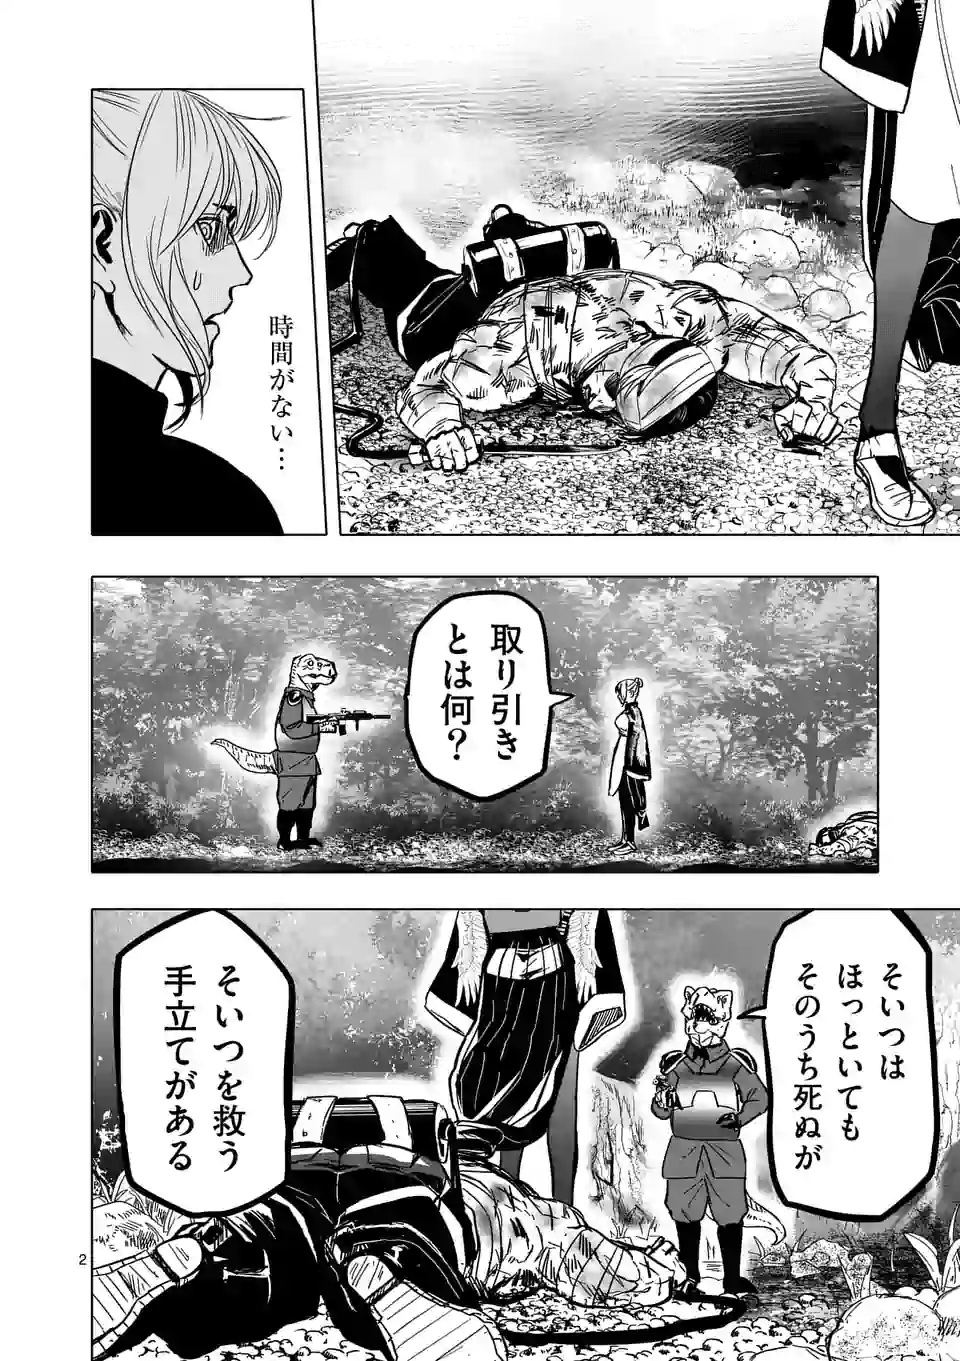 時間がない…
取り引き
とは何？
そいつは
ほっといても
そのうち死ぬが
そいつを救う
手立てがある
2